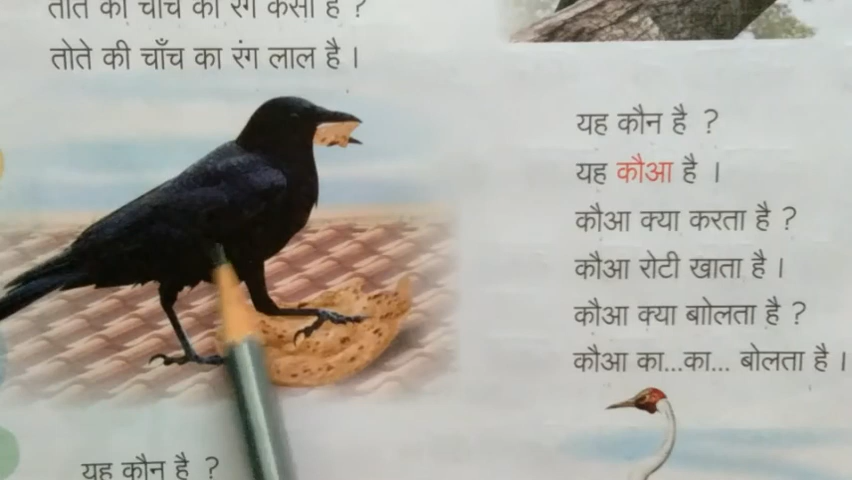 तोते की चोंच का रंग कैसा है ?
तोते की चाँच का रंग लाल है ।
यह कौन है ?
यह कौआ है ।
कौआ क्या करता है ?
कौआ रोटी खाता है ।
कौआ क्या बाोलता है ?
कौआ का...का... बोलता है ।
यह कौन है ?